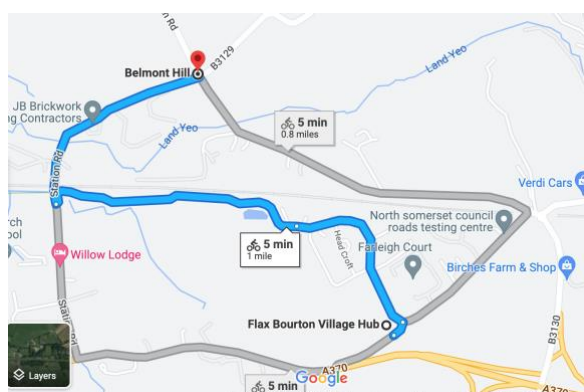 Belmont Hill
B3129
Land Yeo
JB Brickwork
ng Contractors
Station Rd
Land Yeo
5 min
0.8 miles
Verdi Cars
North somerset council
roads testing centre
rch
ool
Willow Lodge
5 min
1 mile
Head Croft
Farleigh Court
Birches Farm & Shop
Flax Bourton Village Hub
B3130
Station Rd
A370
A370
Layers
Google
5 min